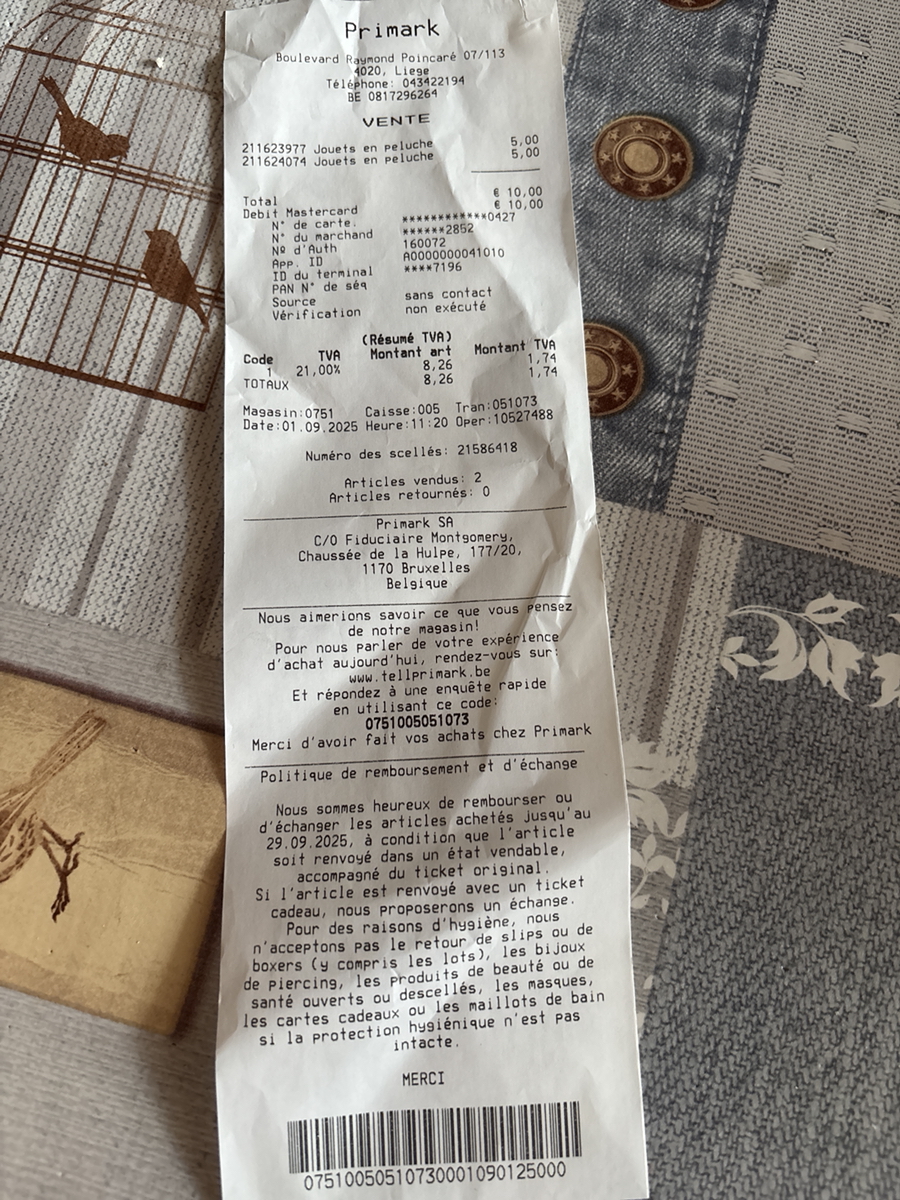 Primark
Boulevard Raymond Poincaré 07/113
4020, Liege
Téléphone: 043422194
BE 0817296264
VENTE
211623977 Jouets en peluche 5,00
211624074 Jouets en peluche 5,00
Total € 10,00
Debit Mastercard € 10,00
N° de carte. ************0427
N° du marchand ******2852
Nº d'Auth 160072
App. ID A0000000041010
ID du terminal ****7196
PAN N° de séq
Source sans contact
Vérification non exécuté
(Résumé TVA)
Code TVA Montant art Montant TVA
1 21,00% 8,26 1,74
TOTAUX 8,26 1,74
Magasin:0751 Caisse:005 Tran:051073
Date:01.09.2025 Heure:11:20 Oper:10527488
Numéro des scellés: 21586418
Articles vendus: 2
Articles retournés: 0
Primark SA
C/O Fiduciaire Montgomery,
Chaussée de la Hulpe, 177/20,
1170 Bruxelles
Belgique
Nous aimerions savoir ce que vous pensez
de notre magasin!
Pour nous parler de votre expérience
d'achat aujourd'hui, rendez-vous sur:
www.tellprimark.be
Et répondez à une enquête rapide
en utilisant ce code:
0751005051073
Merci d'avoir fait vos achats chez Primark
Politique de remboursement et d'échange
Nous sommes heureux de rembourser ou
d'échanger les articles achetés jusqu'au
29.09.2025, à condition que l'article
soit renvoyé dans un état vendable,
accompagné du ticket original.
Si l'article est renvoyé avec un ticket
cadeau, nous proposerons un échange.
Pour des raisons d'hygiène, nous
n'acceptons pas le retour de slips ou de
boxers (y compris les lots), les bijoux
de piercing, les produits de beauté ou de
santé ouverts ou descellés, les masques,
les cartes cadeaux ou les maillots de bain
si la protection hygiénique n'est pas
intacte.
MERCI
07510050510730001090125000